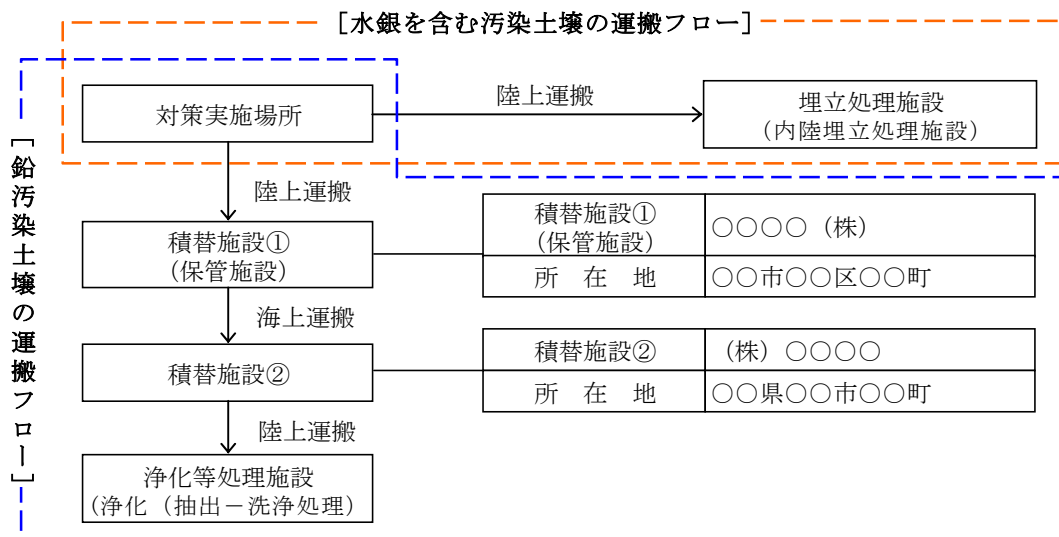 [水銀を含む汚染土壌の運搬フロー]
対策実施場所
陸上運搬
埋立処理施設
(内陸埋立処理施設)
[鉛汚染土壌の運搬フロー]
陸上運搬
積替施設①
(保管施設)
積替施設①
(保管施設)
○○○○(株)
所 在 地
○○市○○区○○町
海上運搬
積替施設②
積替施設②
(株)○○○○
所 在 地
○○県○○市○○町
陸上運搬
浄化等処理施設
(浄化(抽出-洗浄処理)